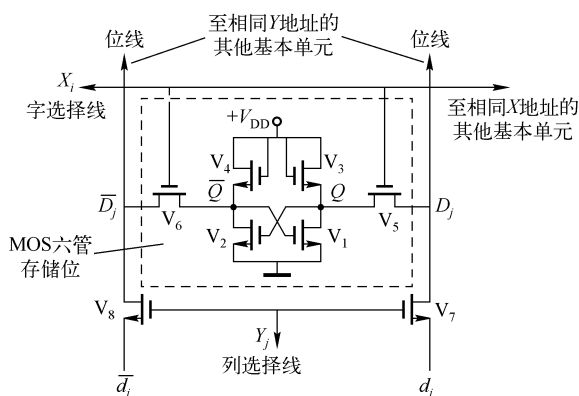 至相同Y地址的
其他基本单元
位线
位线
X_i
字选择线
至相同X地址的
其他基本单元
+V_DD
V_4
V_3
Q̅
Q
D̅_j
V_6
V_2
V_1
V_5
D_j
MOS六管
存储位
V_8
V_7
Y_j
列选择线
d̅_i
d_i